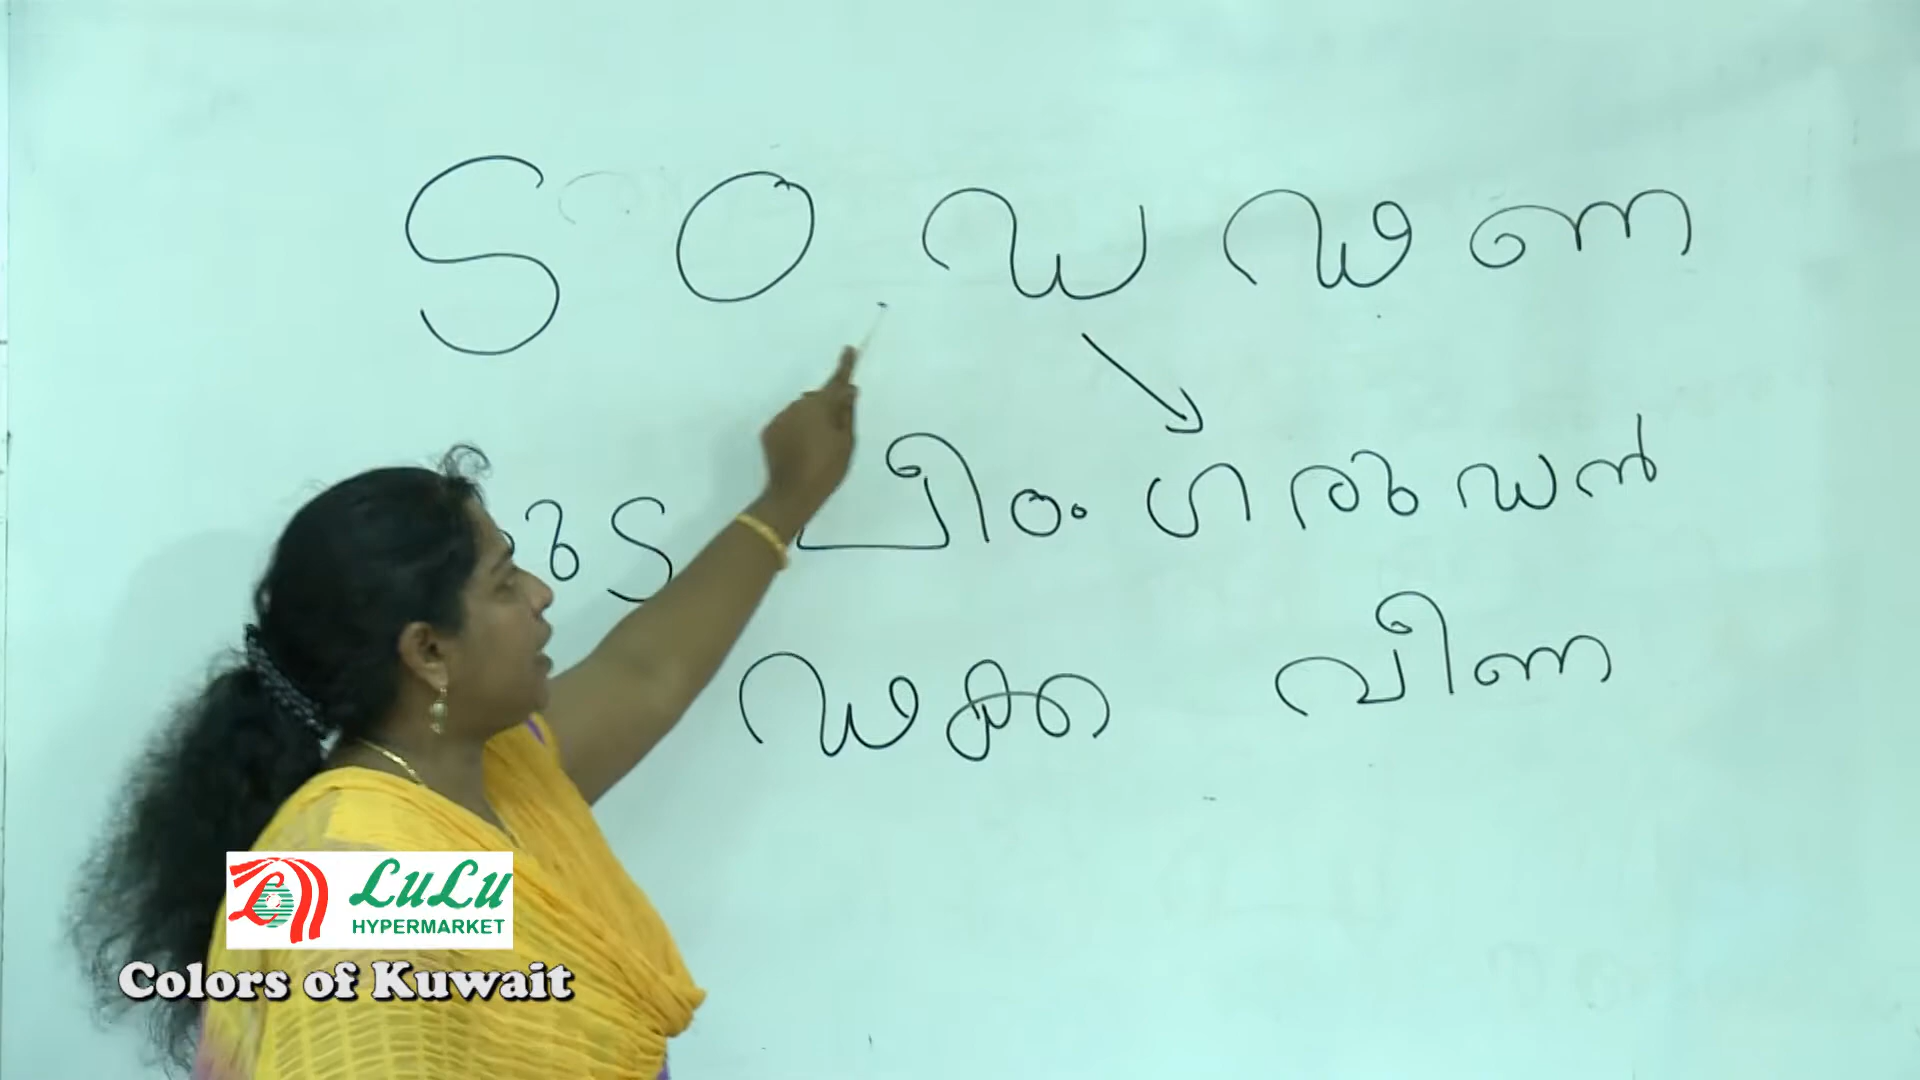 ട ഠ ഡ ഢ ണ
പീഠം ഗരുഡൻ
ഢക്ക വീണ
LuLu
HYPERMARKET
Colors of Kuwait